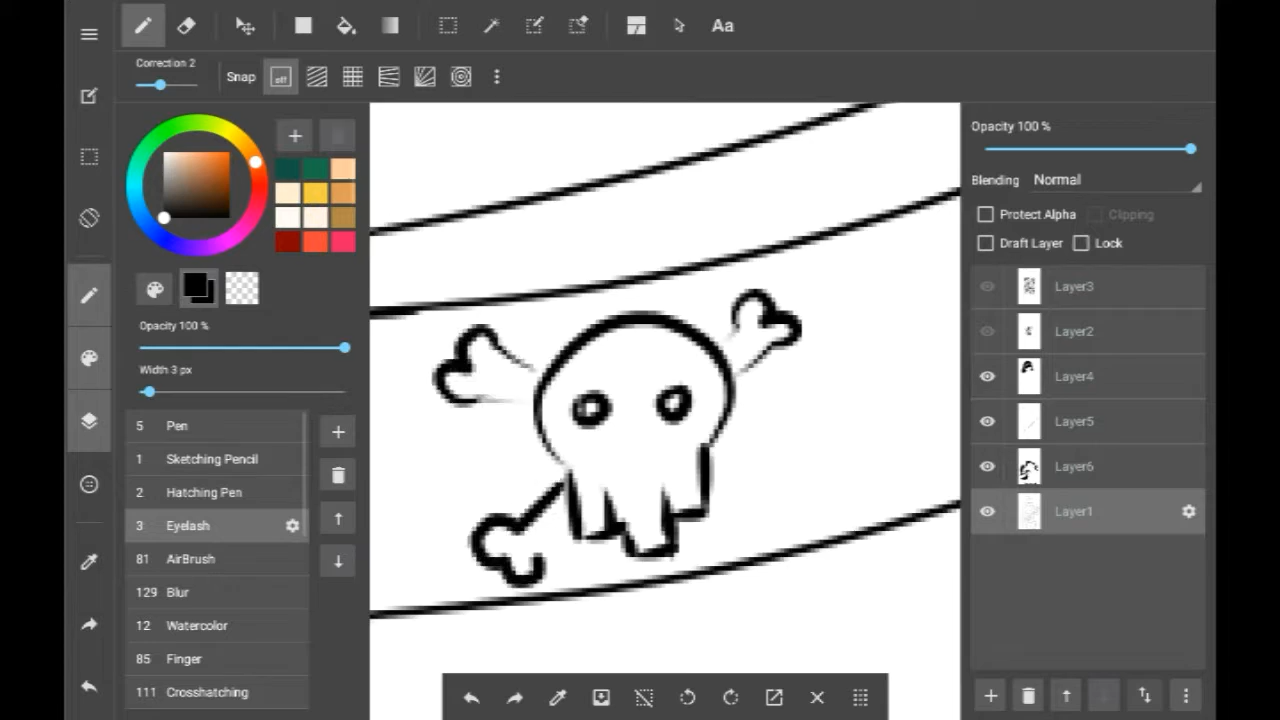 Aa
Correction 2
Snap
off
Opacity 100 %
Width 3 px
5 Pen
1 Sketching Pencil
2 Hatching Pen
3 Eyelash
81 AirBrush
129 Blur
12 Watercolor
85 Finger
111 Crosshatching
Opacity 100 %
Blending Normal
Protect Alpha Clipping
Draft Layer Lock
Layer3
Layer2
Layer4
Layer5
Layer6
Layer1